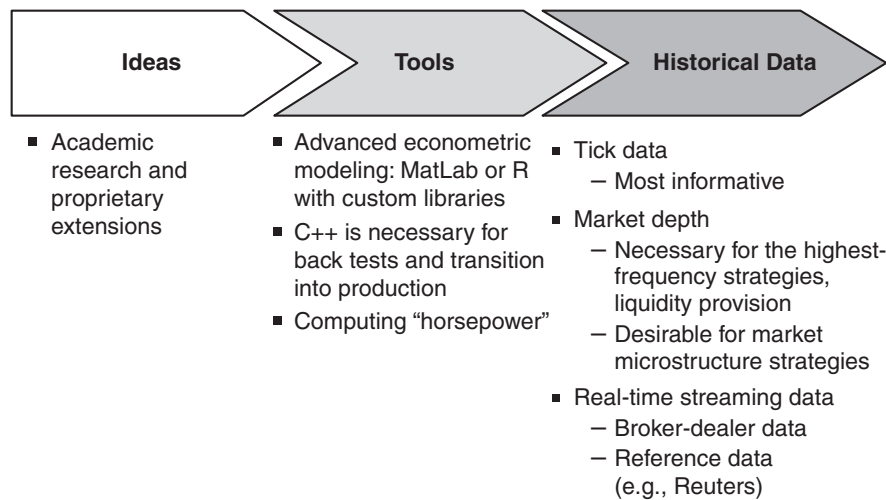 Ideas
Tools
Historical Data
▪ Academic
research and
proprietary
extensions
▪ Advanced econometric
modeling: MatLab or R
with custom libraries
▪ C++ is necessary for
back tests and transition
into production
▪ Computing “horsepower”
▪ Tick data
– Most informative
▪ Market depth
– Necessary for the highest-
frequency strategies,
liquidity provision
– Desirable for market
microstructure strategies
▪ Real-time streaming data
– Broker-dealer data
– Reference data
(e.g., Reuters)